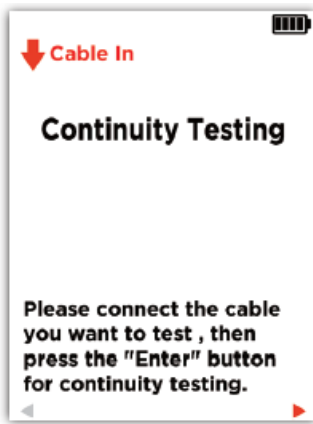 Cable In
Continuity Testing
Please connect the cable
you want to test , then
press the "Enter" button
for continuity testing.